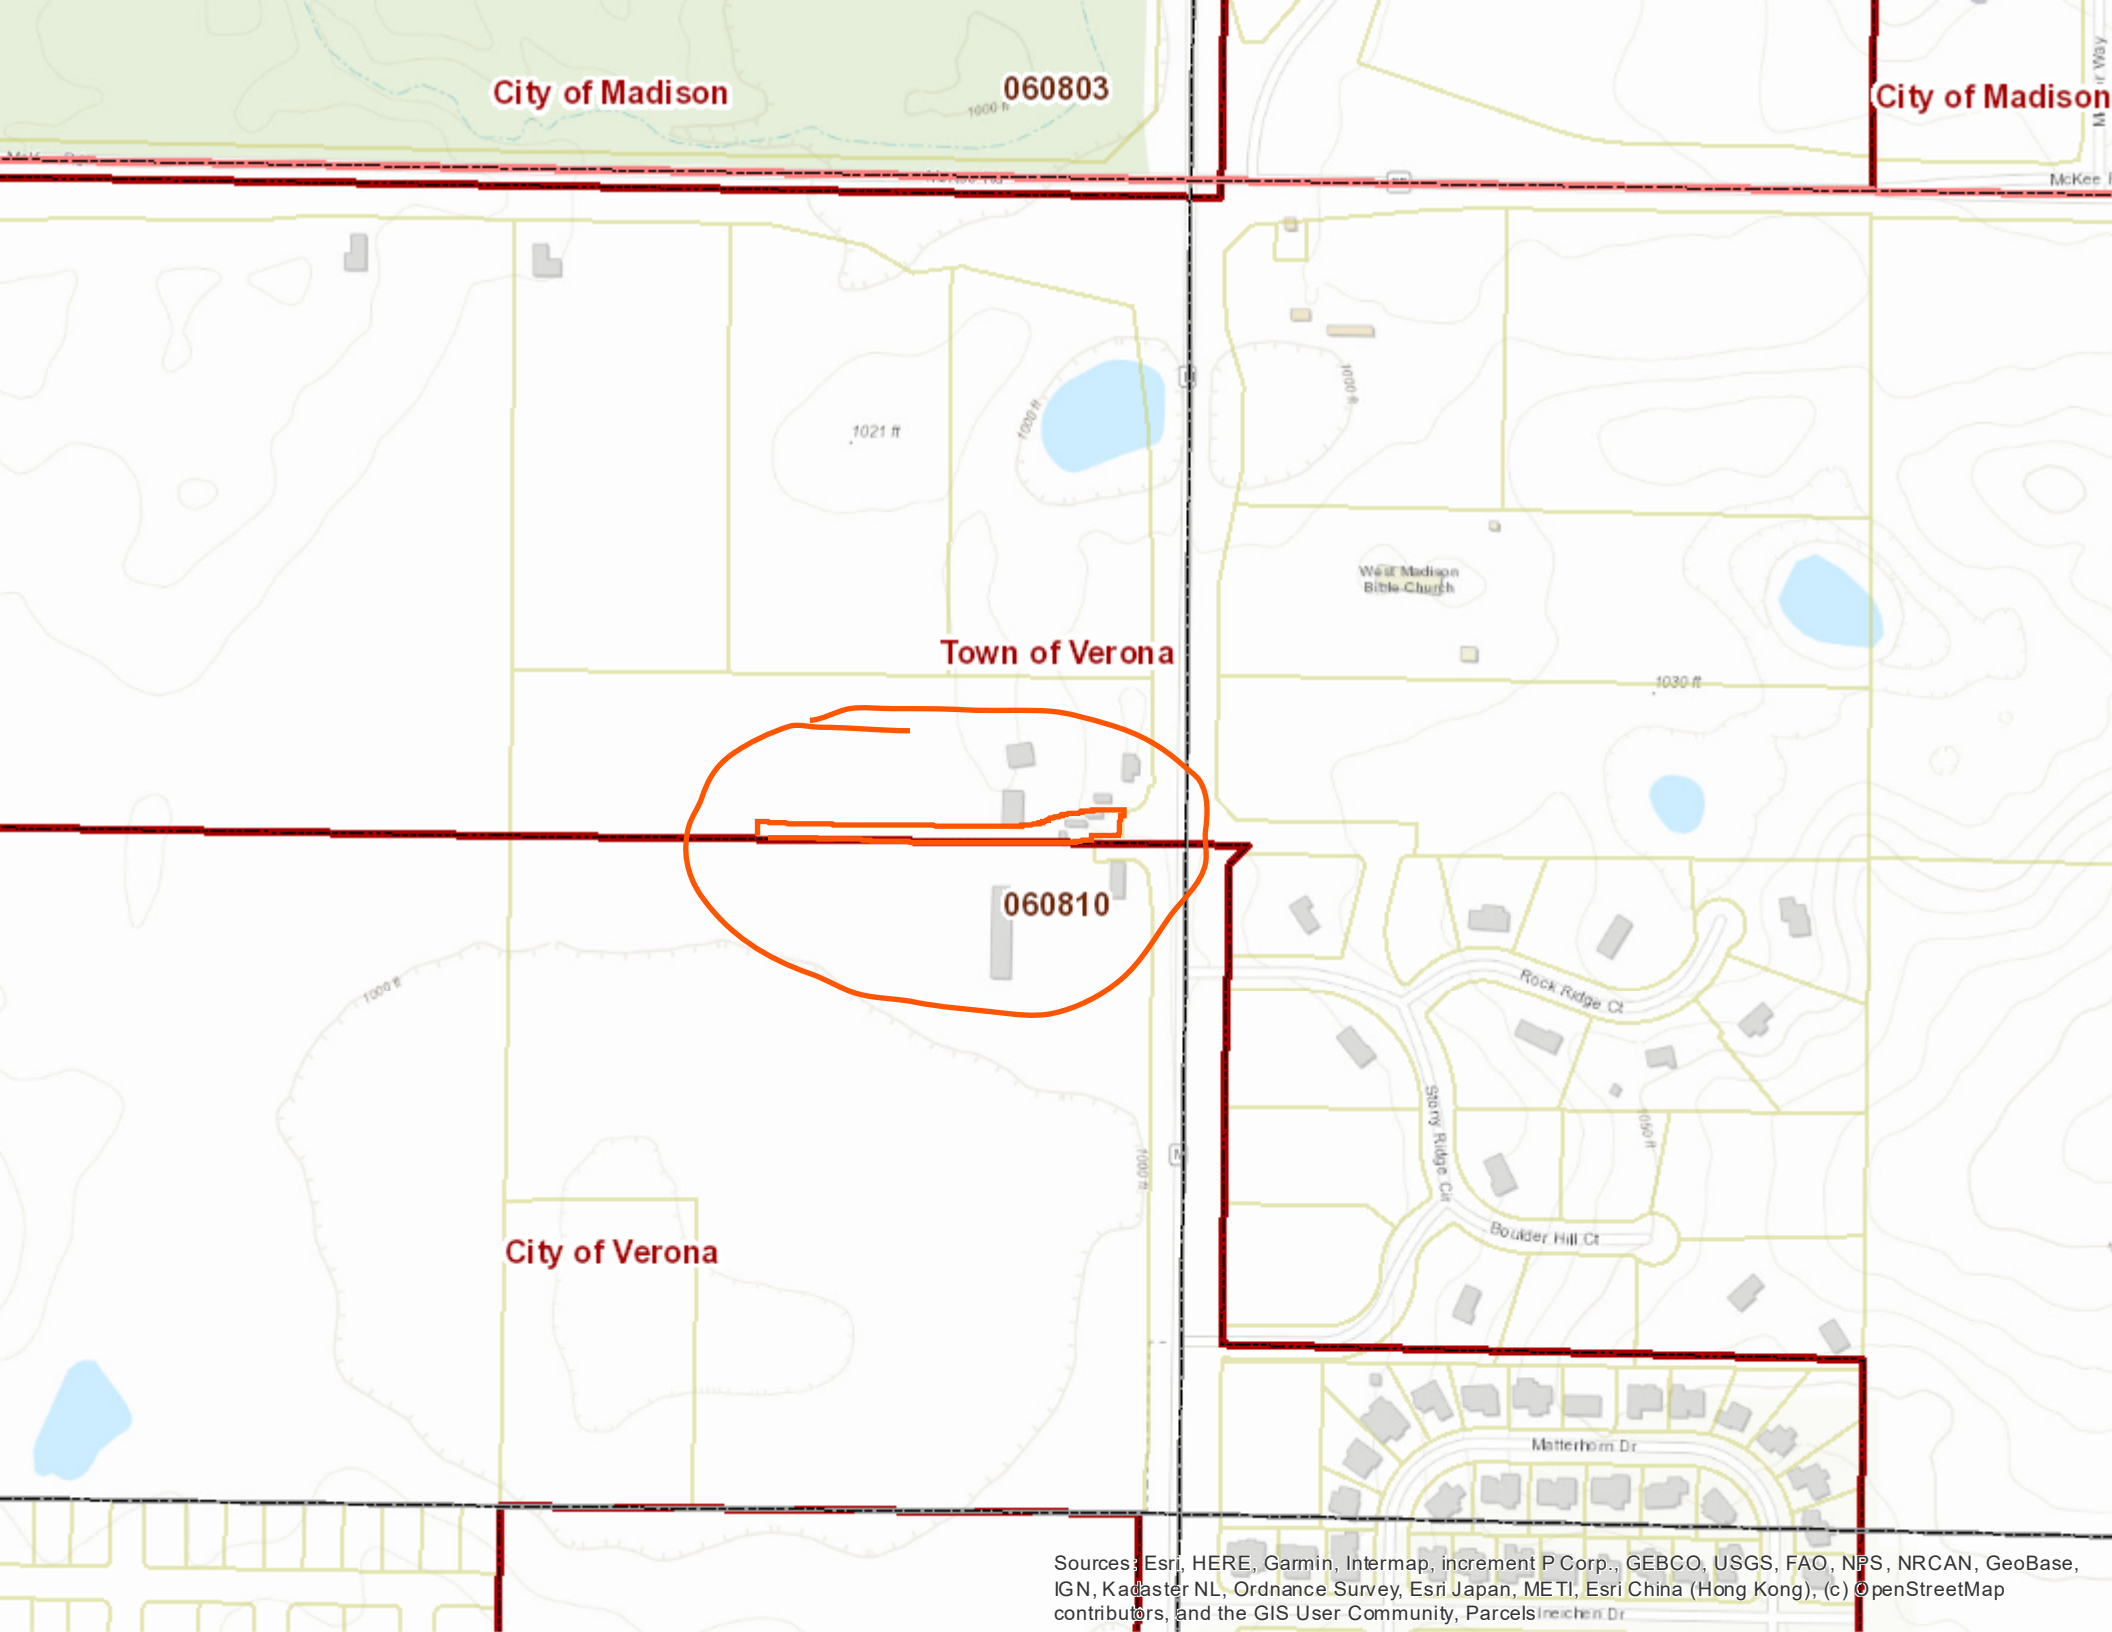 City of Madison
060803
City of Madison
1000 ft
McKee R
1000 ft
1000 ft
1021 ft
West Madison
Bible Church
Town of Verona
1030 ft
060810
1000 ft
Rock Ridge Ct
Stony Ridge Cir
1050 ft
1000 ft
M
Boulder Hill Ct
City of Verona
Matterhorn Dr
Sources: Esri, HERE, Garmin, Intermap, increment P Corp., GEBCO, USGS, FAO, NPS, NRCAN, GeoBase,
IGN, Kadaster NL, Ordnance Survey, Esri Japan, METI, Esri China (Hong Kong), (c) OpenStreetMap
contributors, and the GIS User Community, Parcels
ineichen Dr